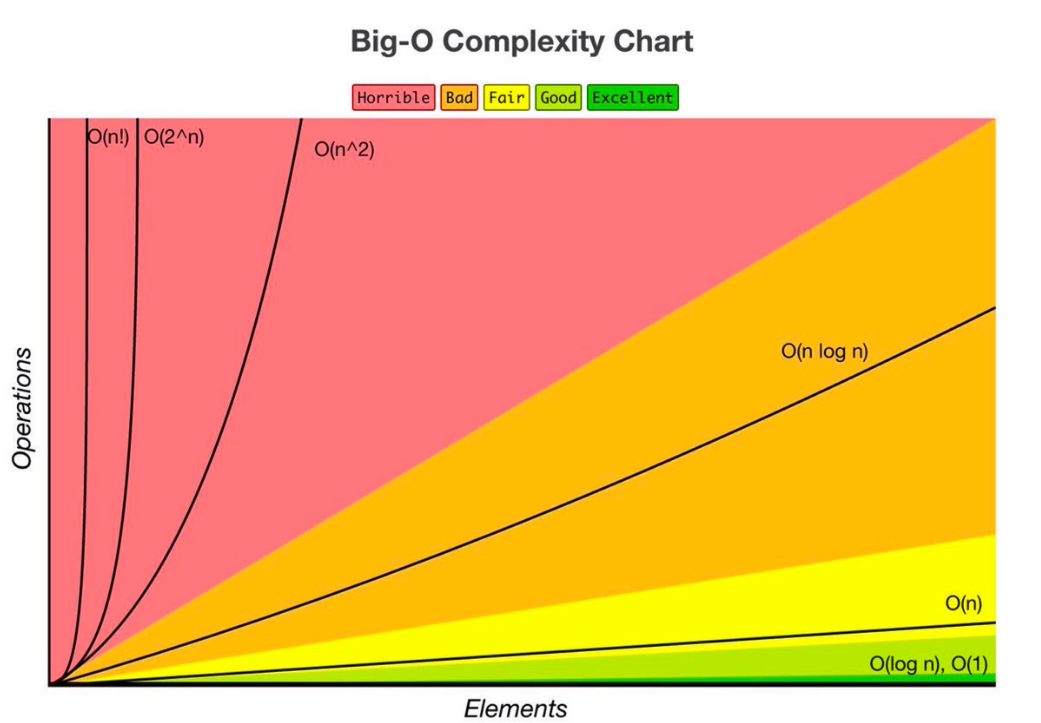 Big-O Complexity Chart
Horrible Bad Fair Good Excellent
O(n!) O(2^n)
O(n^2)
O(n log n)
O(n)
O(log n), O(1)
Operations
Elements